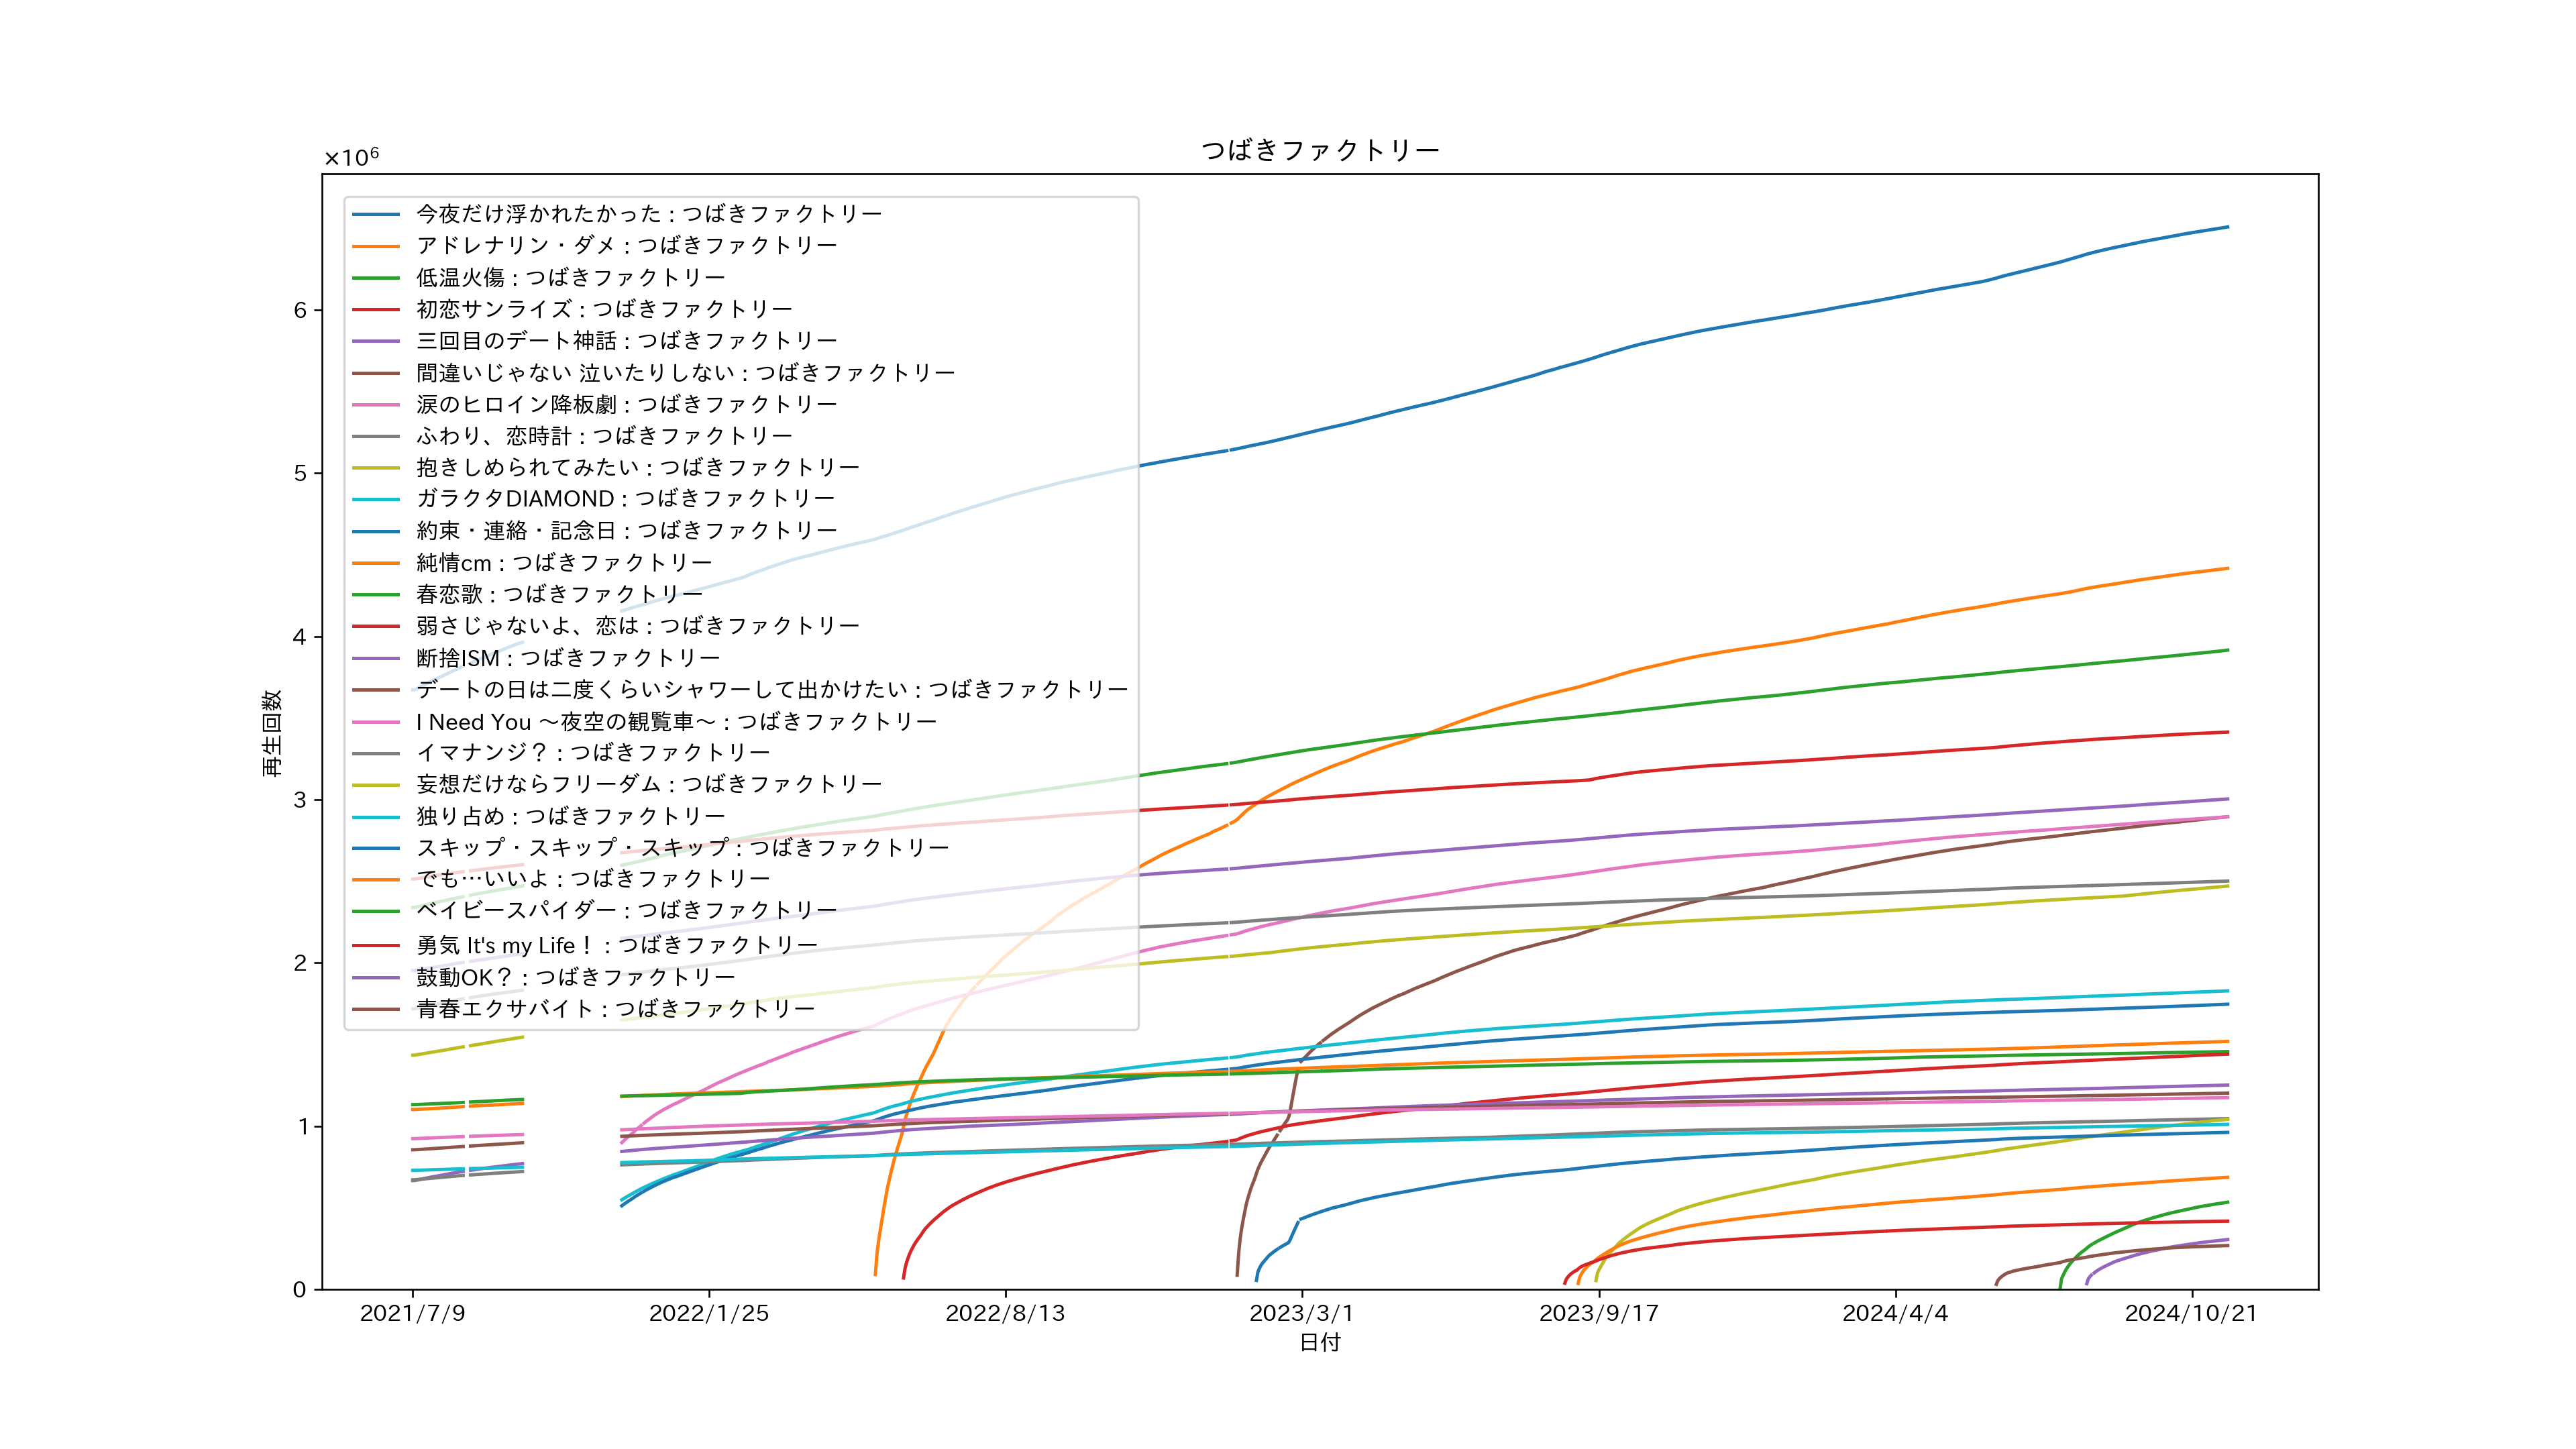 つばきファクトリー
×10⁶
今夜だけ浮かれたかった : つばきファクトリー
アドレナリン・ダメ : つばきファクトリー
低温火傷 : つばきファクトリー
初恋サンライズ : つばきファクトリー
三回目のデート神話 : つばきファクトリー
間違いじゃない 泣いたりしない : つばきファクトリー
涙のヒロイン降板劇 : つばきファクトリー
ふわり、恋時計 : つばきファクトリー
抱きしめられてみたい : つばきファクトリー
ガラクタDIAMOND : つばきファクトリー
約束・連絡・記念日 : つばきファクトリー
純情cm : つばきファクトリー
春恋歌 : つばきファクトリー
弱さじゃないよ、恋は : つばきファクトリー
断捨ISM : つばきファクトリー
デートの日は二度くらいシャワーして出かけたい : つばきファクトリー
I Need You ～夜空の観覧車～ : つばきファクトリー
イマナンジ？ : つばきファクトリー
妄想だけならフリーダム : つばきファクトリー
独り占め : つばきファクトリー
スキップ・スキップ・スキップ : つばきファクトリー
でも…いいよ : つばきファクトリー
ベイビースパイダー : つばきファクトリー
勇気 It's my Life！ : つばきファクトリー
鼓動OK？ : つばきファクトリー
青春エクサバイト : つばきファクトリー
6
5
4
3
2
1
0
再生回数
2021/7/9 2022/1/25 2022/8/13 2023/3/1 2023/9/17 2024/4/4 2024/10/21
日付